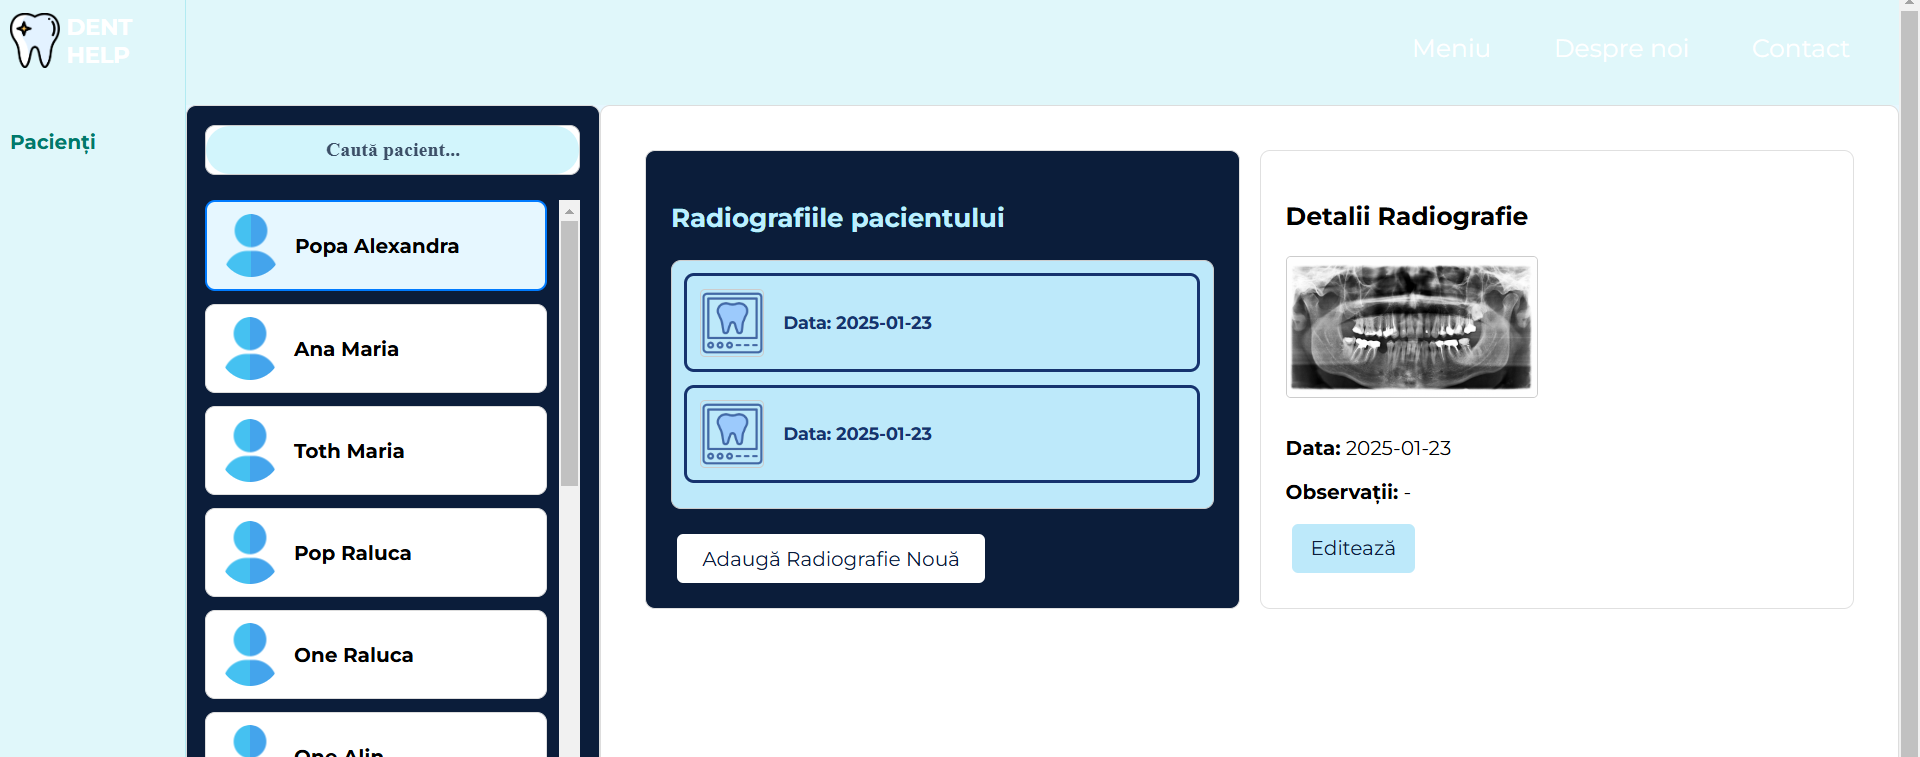 DENT
HELP
Meniu
Despre noi
Contact
Pacienți
Caută pacient...
Popa Alexandra
Ana Maria
Toth Maria
Pop Raluca
One Raluca
One Alin
Radiografiile pacientului
Data: 2025-01-23
Data: 2025-01-23
Adaugă Radiografie Nouă
Detalii Radiografie
Data: 2025-01-23
Observații: -
Editează